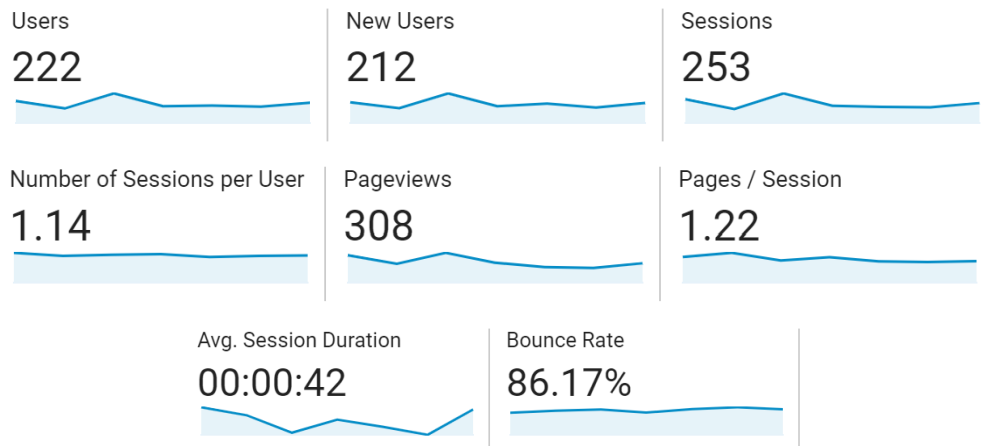 Users
New Users
Sessions
222
212
253
Number of Sessions per User
Pageviews
Pages / Session
1.14
308
1.22
Avg. Session Duration
Bounce Rate
00:00:42
86.17%